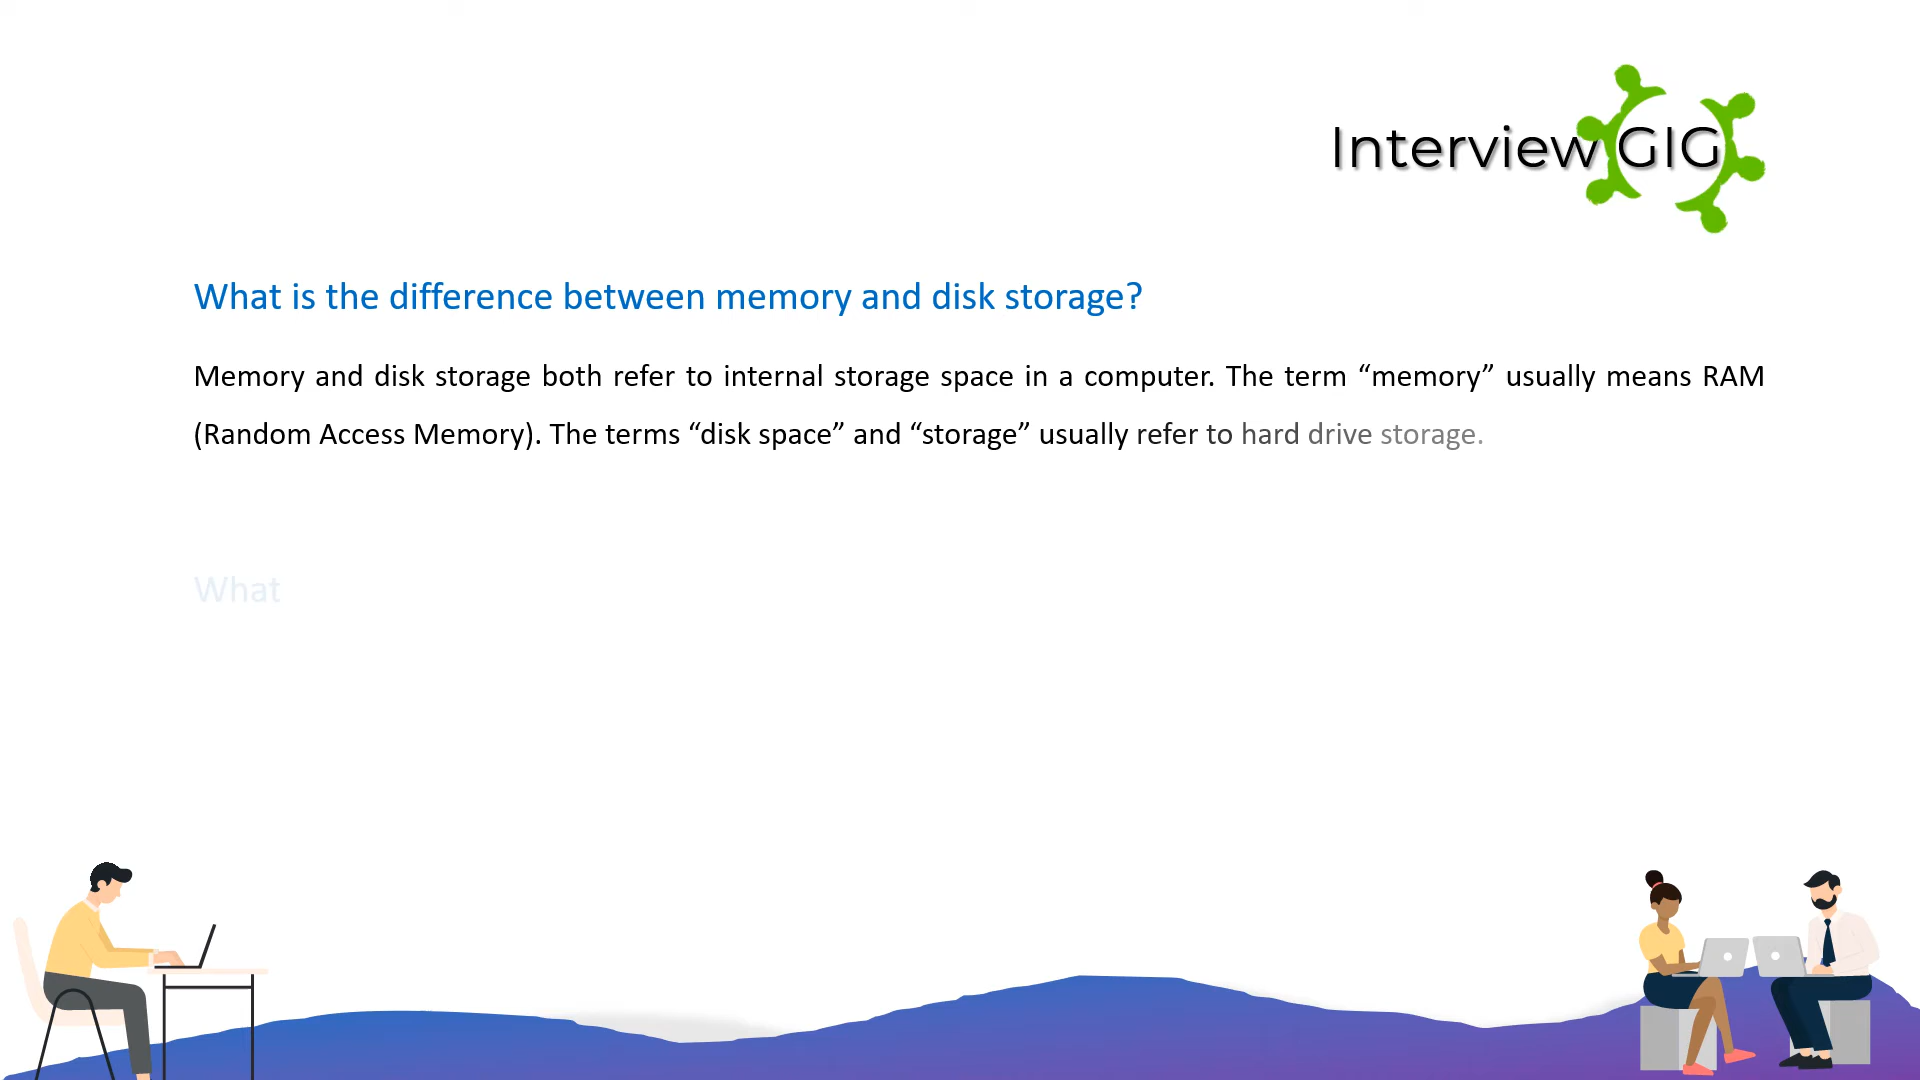 Interview GIG
What is the difference between memory and disk storage?
Memory and disk storage both refer to internal storage space in a computer. The term “memory” usually means RAM
(Random Access Memory). The terms “disk space” and “storage” usually refer to hard drive storage.
What